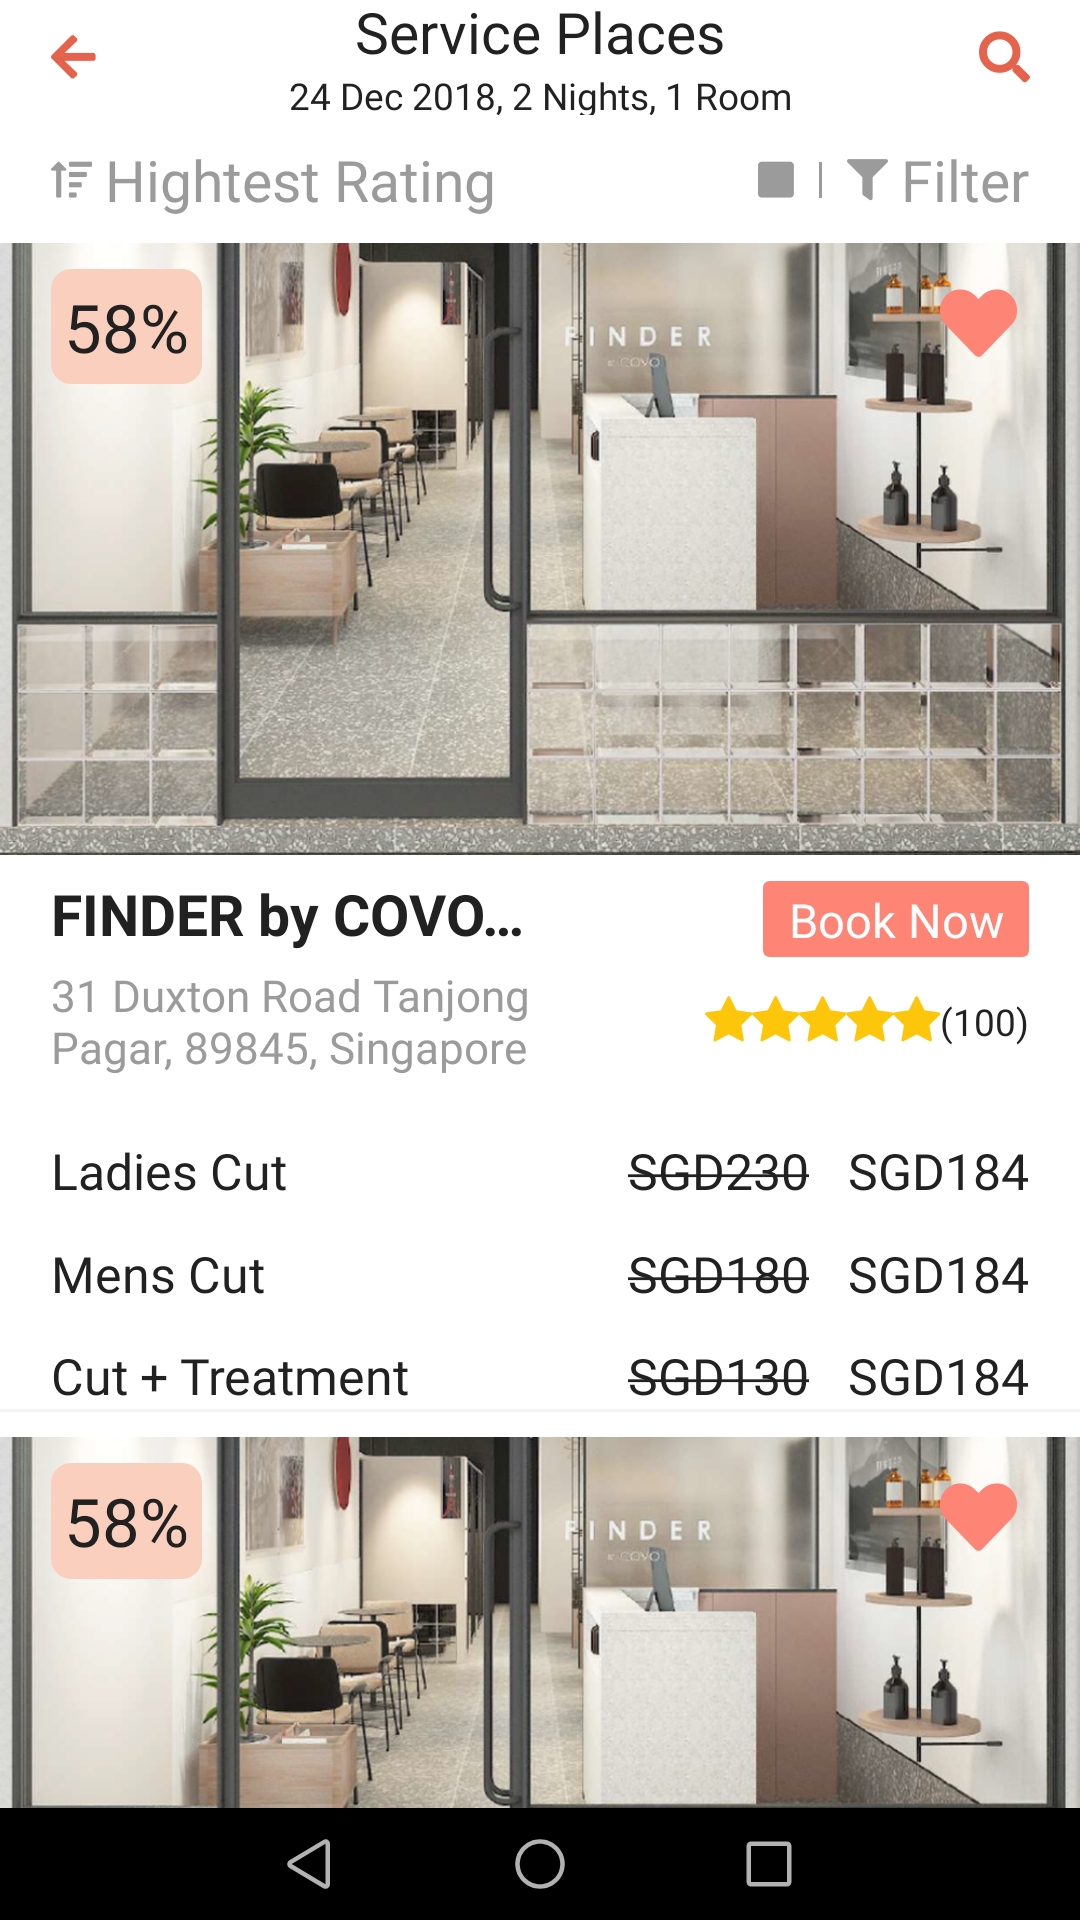 Service Places
24 Dec 2018, 2 Nights, 1 Room
Hightest Rating
Filter
58%
FINDER
BY COVO
FINDER by COVO...
Book Now
31 Duxton Road Tanjong
Pagar, 89845, Singapore
(100)
Ladies Cut SGD230 SGD184
Mens Cut SGD180 SGD184
Cut + Treatment SGD130 SGD184
58%
FINDER
BY COVO